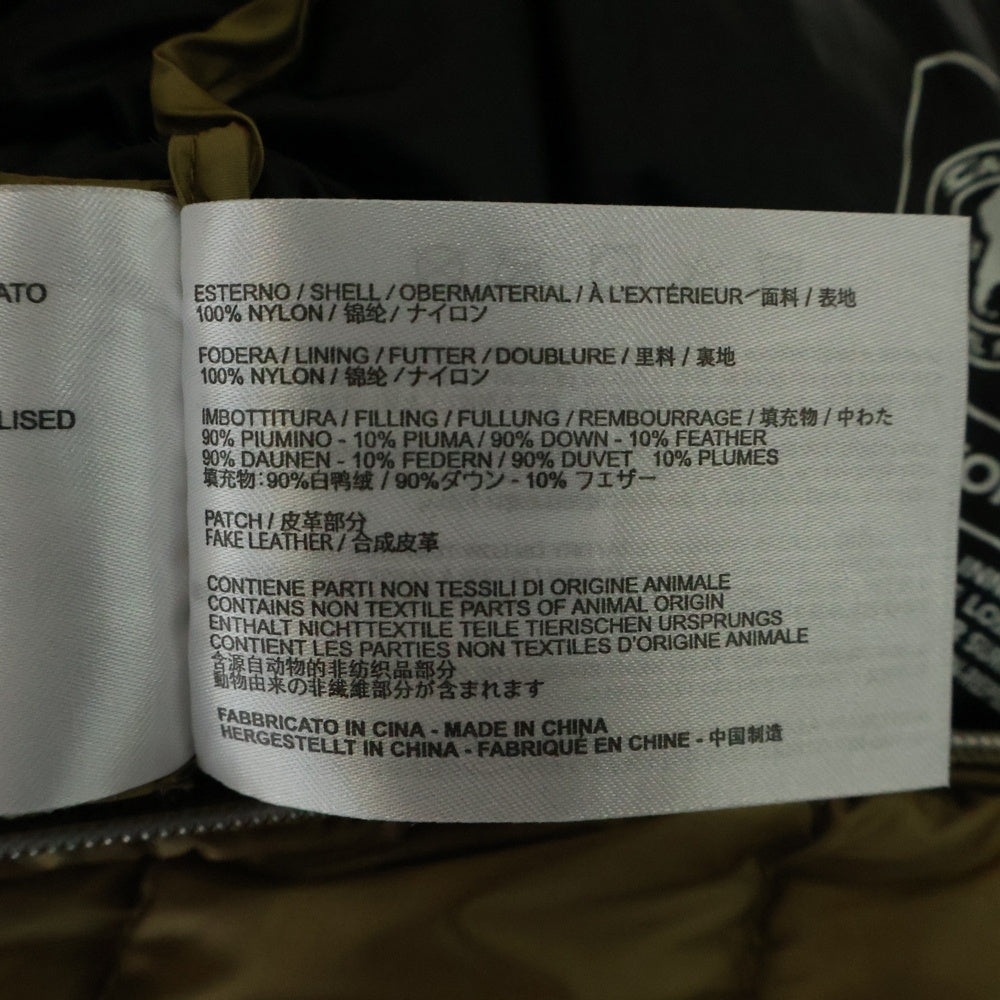 ATO
LISED
ESTERNO / SHELL / OBERMATERIAL / À L'EXTÉRIEUR / 面料 / 表地
100% NYLON / 锦纶 / ナイロン
FODERA / LINING / FUTTER / DOUBLURE / 里料 / 裏地
100% NYLON / 锦纶 / ナイロン
IMBOTTITURA / FILLING / FULLUNG / REMBOURRAGE / 填充物 / 中わた
90% PIUMINO - 10% PIUMA / 90% DOWN - 10% FEATHER
90% DAUNEN - 10% FEDERN / 90% DUVET 10% PLUMES
填充物：90%白鸭绒 / 90%ダウン - 10% フェザー
PATCH / 皮革部分
FAKE LEATHER / 合成皮革
CONTIENE PARTI NON TESSILI DI ORIGINE ANIMALE
CONTAINS NON TEXTILE PARTS OF ANIMAL ORIGIN
ENTHALT NICHTTEXTILE TEILE TIERISCHEN URSPRUNGS
CONTIENT LES PARTIES NON TEXTILES D'ORIGINE ANIMALE
含源自动物的非纺织品部分
動物由来の非繊維部分が含まれます
FABBRICATO IN CINA - MADE IN CHINA
HERGESTELLT IN CHINA - FABRIQUÉ EN CHINE - 中国制造